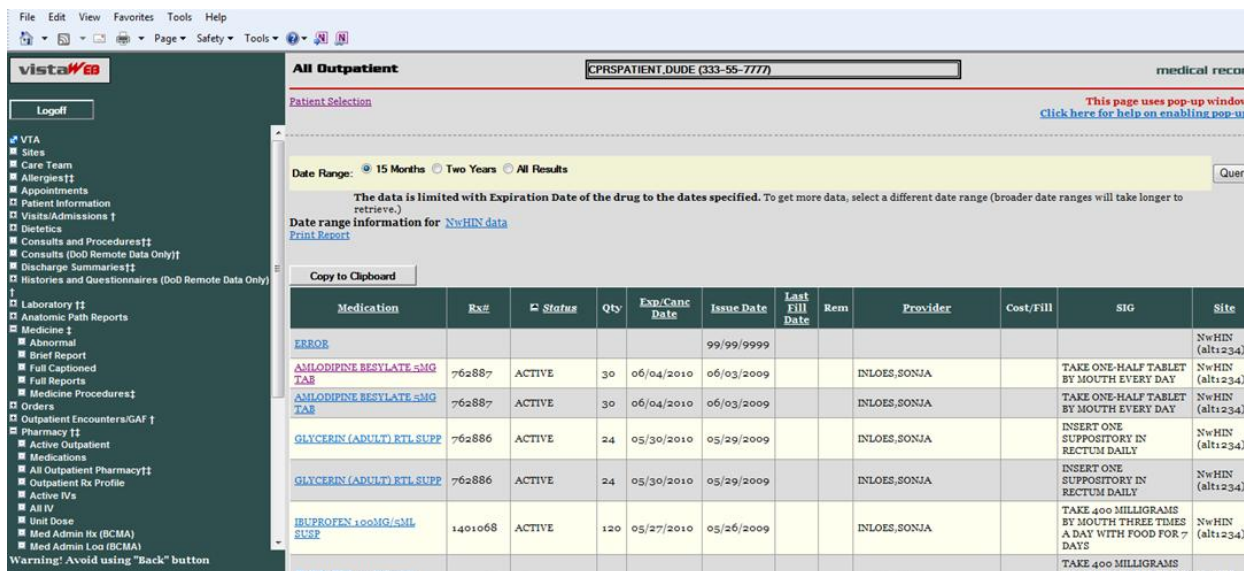 File Edit View Favorites Tools Help
Page Safety Tools
vistaWEB
Logoff
VTA
Sites
Care Team
Allergies†‡
Appointments
Patient Information
Visits/Admissions †
Dietetics
Consults and Procedures†‡
Consults (DoD Remote Data Only)†
Discharge Summaries†‡
Histories and Questionnaires (DoD Remote Data Only)
†
Laboratory †‡
Anatomic Path Reports
Medicine ‡
Abnormal
Brief Report
Full Captioned
Full Reports
Medicine Procedures‡
Orders
Outpatient Encounters/GAF †
Pharmacy †‡
Active Outpatient
Medications
All Outpatient Pharmacy†‡
Outpatient Rx Profile
Active IVs
All IV
Unit Dose
Med Admin Hx (BCMA)
Med Admin Log (BCMA)
Warning! Avoid using "Back" button
All Outpatient CPRSPATIENT,DUDE (333-55-7777) medical recor
Patient Selection
This page uses pop-up window
Click here for help on enabling pop-up
Date Range: 15 Months Two Years All Results Quer
The data is limited with Expiration Date of the drug to the dates specified. To get more data, select a different date range (broader date ranges will take longer to
retrieve.)
Date range information for NwHIN data
Print Report
Copy to Clipboard
Medication Rx# Status Qty Exp/Canc Date Issue Date Last Fill Date Rem Provider Cost/Fill SIG Site
ERROR 99/99/9999 NwHIN (alt1234)
AMLODIPINE BESYLATE 5MG TAB 762887 ACTIVE 30 06/04/2010 06/03/2009 INLOES,SONJA TAKE ONE-HALF TABLET BY MOUTH EVERY DAY NwHIN (alt1234)
AMLODIPINE BESYLATE 5MG TAB 762887 ACTIVE 30 06/04/2010 06/03/2009 INLOES,SONJA TAKE ONE-HALF TABLET BY MOUTH EVERY DAY NwHIN (alt1234)
GLYCERIN (ADULT) RTL SUPP 762886 ACTIVE 24 05/30/2010 05/29/2009 INLOES,SONJA INSERT ONE SUPPOSITORY IN RECTUM DAILY NwHIN (alt1234)
GLYCERIN (ADULT) RTL SUPP 762886 ACTIVE 24 05/30/2010 05/29/2009 INLOES,SONJA INSERT ONE SUPPOSITORY IN RECTUM DAILY NwHIN (alt1234)
IBUPROFEN 100MG/5ML SUSP 1401068 ACTIVE 120 05/27/2010 05/26/2009 INLOES,SONJA TAKE 400 MILLIGRAMS BY MOUTH THREE TIMES A DAY WITH FOOD FOR 7 DAYS NwHIN (alt1234)
TAKE 400 MILLIGRAMS